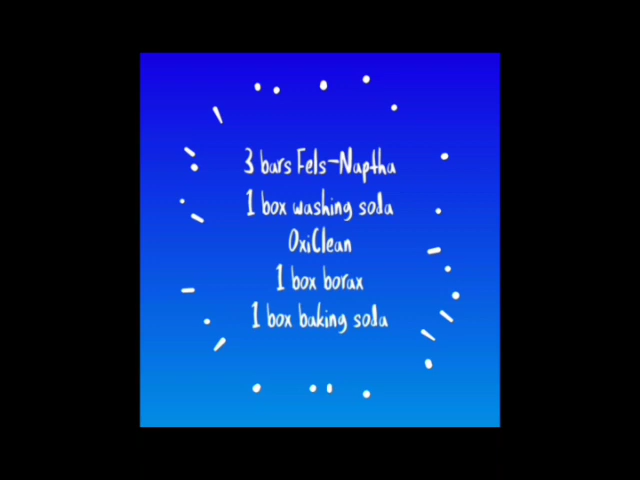 3 bars Fels-Naptha
1 box washing soda
OxiClean
1 box borax
1 box baking soda